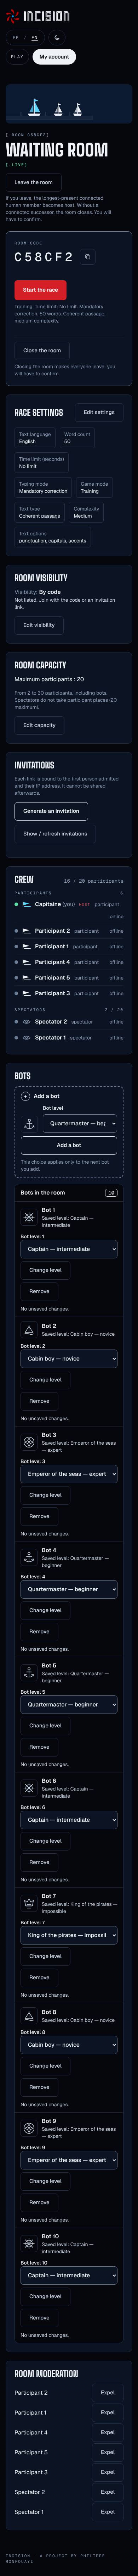 INCISION
FR / EN
PLAY
My account
[.ROOM C58CF2]
WAITING ROOM
[.LIVE]
Leave the room
If you leave, the longest-present connected
human member becomes host. Without a
connected successor, the room closes. You will
have to confirm.
ROOM CODE
C58CF2
Start the race
Training. Time limit: No limit. Mandatory
correction, 50 words. Coherent passage,
medium complexity.
Close the room
Closing the room makes everyone leave: you
will have to confirm.
RACE SETTINGS
Edit settings
Text language
English
Word count
50
Time limit (seconds)
No limit
Typing mode
Mandatory correction
Game mode
Training
Text type
Coherent passage
Complexity
Medium
Text options
punctuation, capitals, accents
ROOM VISIBILITY
Visibility: By code
Not listed. Join with the code or an invitation
link.
Edit visibility
ROOM CAPACITY
Maximum participants : 20
From 2 to 30 participants, including bots.
Spectators do not take participant places (20
maximum).
Edit capacity
INVITATIONS
Each link is bound to the first person admitted
and their IP address. It cannot be shared
afterwards.
Generate an invitation
Show / refresh invitations
CREW
16 / 20 participants
PARTICIPANTS
6
Capitaine (you) HOST participant
online
Participant 2 participant offline
Participant 1 participant offline
Participant 4 participant offline
Participant 5 participant offline
Participant 3 participant offline
SPECTATORS
2 / 20
Spectator 2 spectator offline
Spectator 1 spectator offline
BOTS
Add a bot
Bot level
Quartermaster — beg
Add a bot
This choice applies only to the next bot
you add.
Bots in the room
10
Bot 1
Saved level: Captain —
intermediate
Bot level 1
Captain — intermediate
Change level
Remove
No unsaved changes.
Bot 2
Saved level: Cabin boy — novice
Bot level 2
Cabin boy — novice
Change level
Remove
No unsaved changes.
Bot 3
Saved level: Emperor of the seas
— expert
Bot level 3
Emperor of the seas — expert
Change level
Remove
No unsaved changes.
Bot 4
Saved level: Quartermaster —
beginner
Bot level 4
Quartermaster — beginner
Change level
Remove
No unsaved changes.
Bot 5
Saved level: Quartermaster —
beginner
Bot level 5
Quartermaster — beginner
Change level
Remove
No unsaved changes.
Bot 6
Saved level: Captain —
intermediate
Bot level 6
Captain — intermediate
Change level
Remove
No unsaved changes.
Bot 7
Saved level: King of the pirates —
impossible
Bot level 7
King of the pirates — impossil
Change level
Remove
No unsaved changes.
Bot 8
Saved level: Cabin boy — novice
Bot level 8
Cabin boy — novice
Change level
Remove
No unsaved changes.
Bot 9
Saved level: Emperor of the seas
— expert
Bot level 9
Emperor of the seas — expert
Change level
Remove
No unsaved changes.
Bot 10
Saved level: Captain —
intermediate
Bot level 10
Captain — intermediate
Change level
Remove
No unsaved changes.
ROOM MODERATION
Participant 2 Expel
Participant 1 Expel
Participant 4 Expel
Participant 5 Expel
Participant 3 Expel
Spectator 2 Expel
Spectator 1 Expel
INCISION · A PROJECT BY PHILIPPE